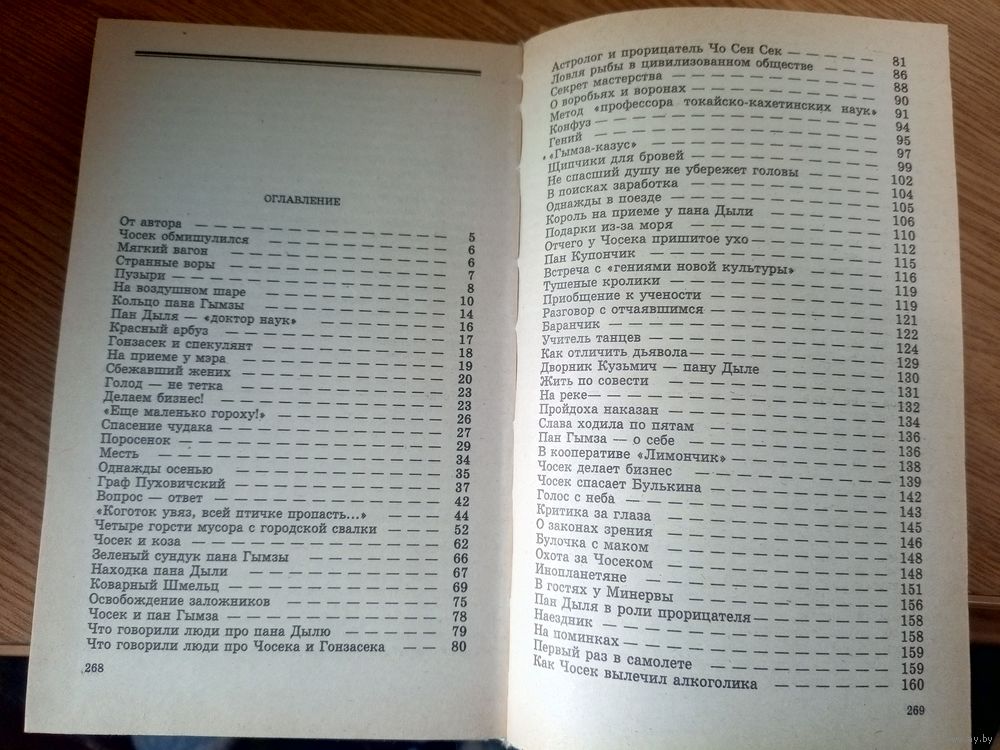 ОГЛАВЛЕНИЕ
От автора — — — — — — — — — 5
Чосек обмишулился — — — — — — — 6
Мягкий вагон — — — — — — — — 6
Странные воры — — — — — — — — 7
Пузыри — — — — — — — — — 8
На воздушном шаре — — — — — — — 10
Кольцо пана Гымзы — — — — — — — 14
Пан Дыля — «доктор наук» — — — — — 16
Красный арбуз — — — — — — — — 17
Гонзасек и спекулянт — — — — — — 18
На приеме у мэра — — — — — — — 19
Сбежавший жених — — — — — — — 20
Голод — не тетка — — — — — — — 23
Делаем бизнес! — — — — — — — — 23
«Еще маленько гороху!» — — — — — — 26
Спасение чудака — — — — — — — — 27
Поросенок — — — — — — — — — 29
Месть — — — — — — — — — — 34
Однажды осенью — — — — — — — — 35
Граф Пуховичский — — — — — — — 37
Вопрос — ответ — — — — — — — — 42
«Коготок увяз, всей птичке пропасть...» — — — 44
Четыре горсти мусора с городской свалки — — — 52
Чосек и коза — — — — — — — — 62
Зеленый сундук пана Гымзы — — — — — 66
Находка пана Дыли — — — — — — — 67
Коварный Шмельц — — — — — — — 69
Освобождение заложников — — — — — — 75
Чосек и пан Гымза — — — — — — — 78
Что говорили люди про пана Дылю — — — — 79
Что говорили люди про Чосека и Гонзасека — — 80
268
Астролог и прорицатель Чо Сен Сек — — — — 81
Ловля рыбы в цивилизованном обществе — — — 86
Секрет мастерства — — — — — — — 88
О воробьях и воронах — — — — — — 90
Метод «профессора токайско-кахетинских наук» 91
Конфуз — — — — — — — — — — 94
Гений — — — — — — — — — — 95
«Гымза-казус» — — — — — — — — 97
Щипчики для бровей — — — — — — — 99
Не спасший душу не убережет головы — — — 102
В поисках заработка — — — — — — — 104
Однажды в поезде — — — — — — — 105
Король на приеме у пана Дыли — — — — — 106
Подарки из-за моря — — — — — — — 110
Отчего у Чосека пришитое ухо — — — — — 112
Пан Купончик — — — — — — — — 115
Встреча с «гениями новой культуры» — — — 116
Тушеные кролики — — — — — — — 119
Приобщение к учености — — — — — — 119
Разговор с отчаявшимся — — — — — — 121
Баранчик — — — — — — — — — 122
Учитель танцев — — — — — — — — 124
Как отличить дьявола — — — — — — — 129
Дворник Кузьмич — пану Дыле — — — — 130
Жить по совести — — — — — — — — 131
На реке — — — — — — — — — — 132
Пройдоха наказан — — — — — — — 134
Слава ходила по пятам — — — — — — 136
Пан Гымза — о себе — — — — — — — 136
В кооперативе «Лимончик» — — — — — 138
Чосек делает бизнес — — — — — — — 139
Чосек спасает Булькина — — — — — — 142
Голос с неба — — — — — — — — — 143
Критика за глаза — — — — — — — — 145
О законах зрения — — — — — — — 146
Булочка с маком — — — — — — — — 148
Охота за Чосеком — — — — — — — 148
Инопланетяне — — — — — — — — 151
В гостях у Минервы — — — — — — — 156
Пан Дыля в роли прорицателя — — — — — 158
Наездник — — — — — — — — — 158
На поминках — — — — — — — — — 159
Первый раз в самолете — — — — — — 159
Как Чосек вылечил алкоголика — — — — — 160
269